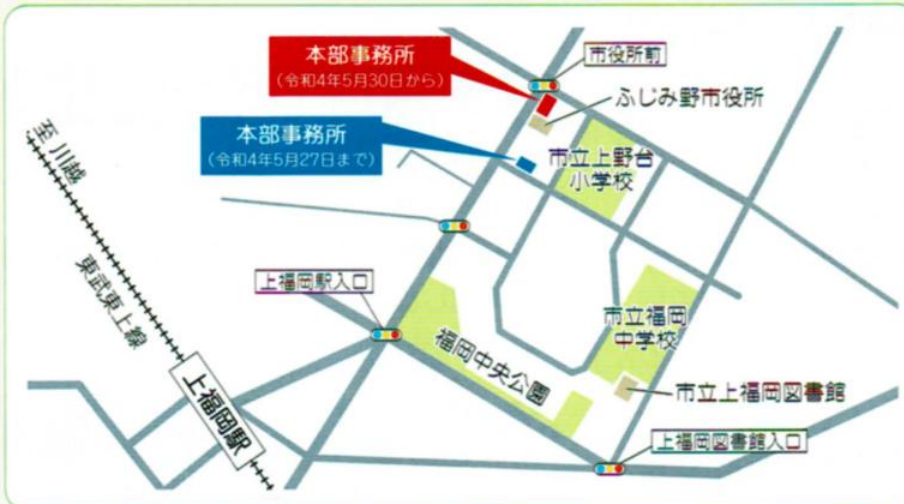 本部事務所
(令和4年5月30日から)
市役所前
ふじみ野市役所
本部事務所
(令和4年5月27日まで)
市立上野台
小学校
至川越
東武東上線
上福岡駅入口
市立福岡
中学校
福岡中央公園
上福岡駅
市立上福岡図書館
上福岡図書館入口